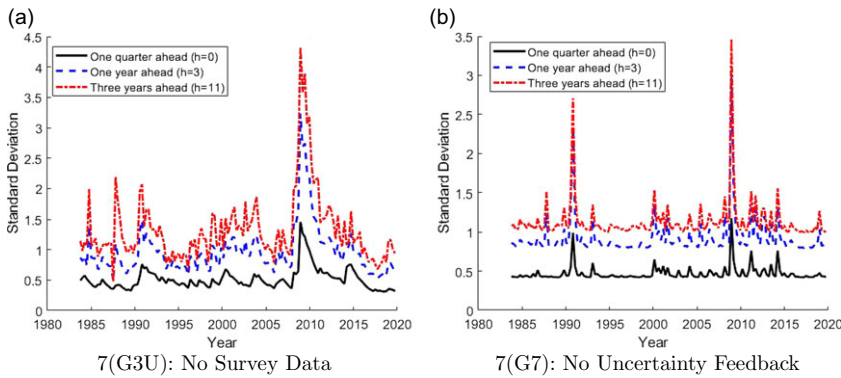 (a)
4.5
4
3.5
3
2.5
2
1.5
1
0.5
0
Standard Deviation
One quarter ahead (h=0)
One year ahead (h=3)
Three years ahead (h=11)
1980 1985 1990 1995 2000 2005 2010 2015 2020
Year
7(G3U): No Survey Data
(b)
3.5
3
2.5
2
1.5
1
0.5
0
Standard Deviation
One quarter ahead (h=0)
One year ahead (h=3)
Three years ahead (h=11)
1980 1985 1990 1995 2000 2005 2010 2015 2020
Year
7(G7): No Uncertainty Feedback